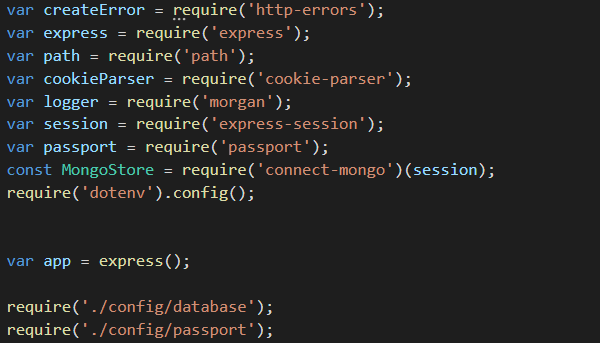 var createError = require('http-errors');
var express = require('express');
var path = require('path');
var cookieParser = require('cookie-parser');
var logger = require('morgan');
var session = require('express-session');
var passport = require('passport');
const MongoStore = require('connect-mongo')(session);
require('dotenv').config();
var app = express();
require('./config/database');
require('./config/passport');